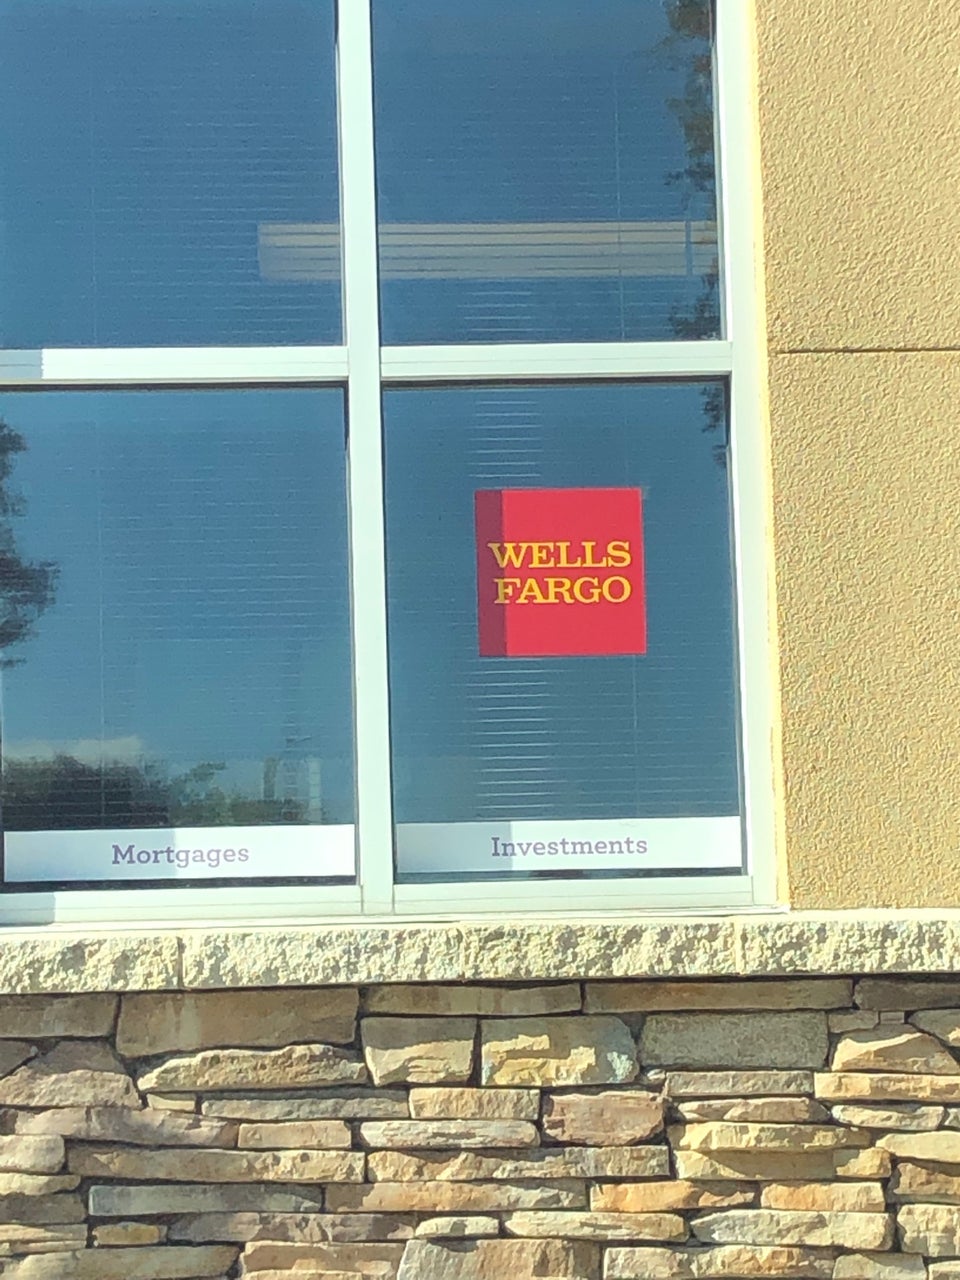 WELLS
FARGO
Mortgages
Investments